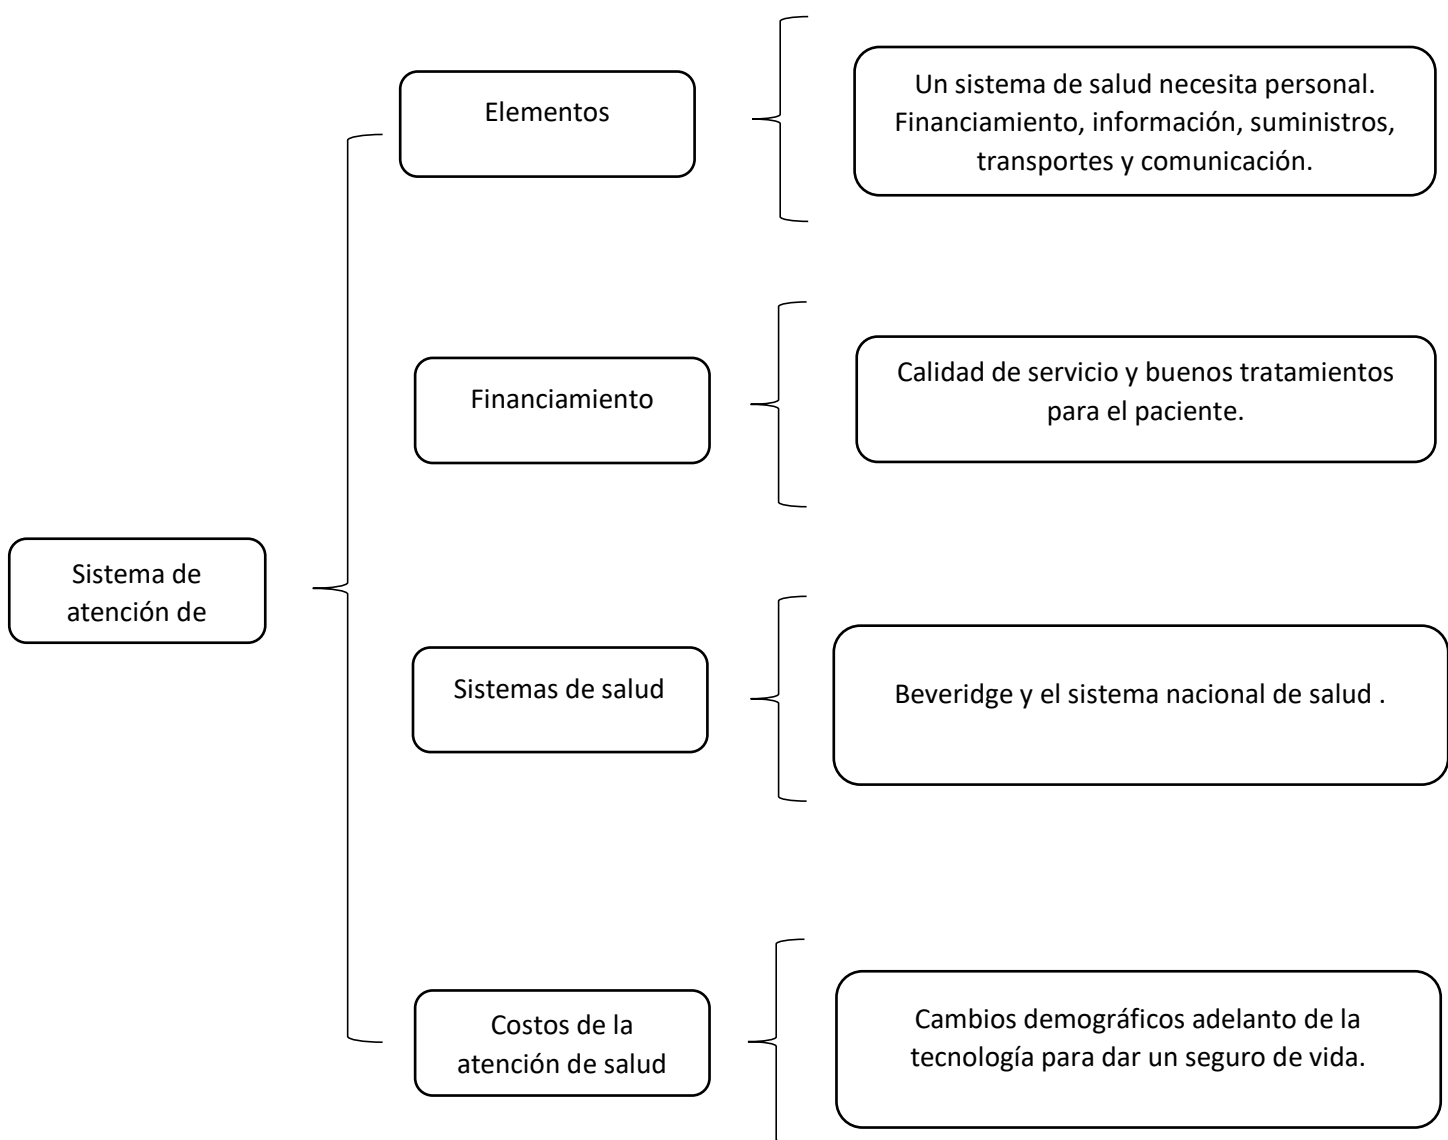 Elementos
Un sistema de salud necesita personal.
Financiamiento, información, suministros,
transportes y comunicación.
Financiamiento
Calidad de servicio y buenos tratamientos
para el paciente.
Sistema de
atención de
Sistemas de salud
Beveridge y el sistema nacional de salud .
Costos de la
atención de salud
Cambios demográficos adelanto de la
tecnología para dar un seguro de vida.